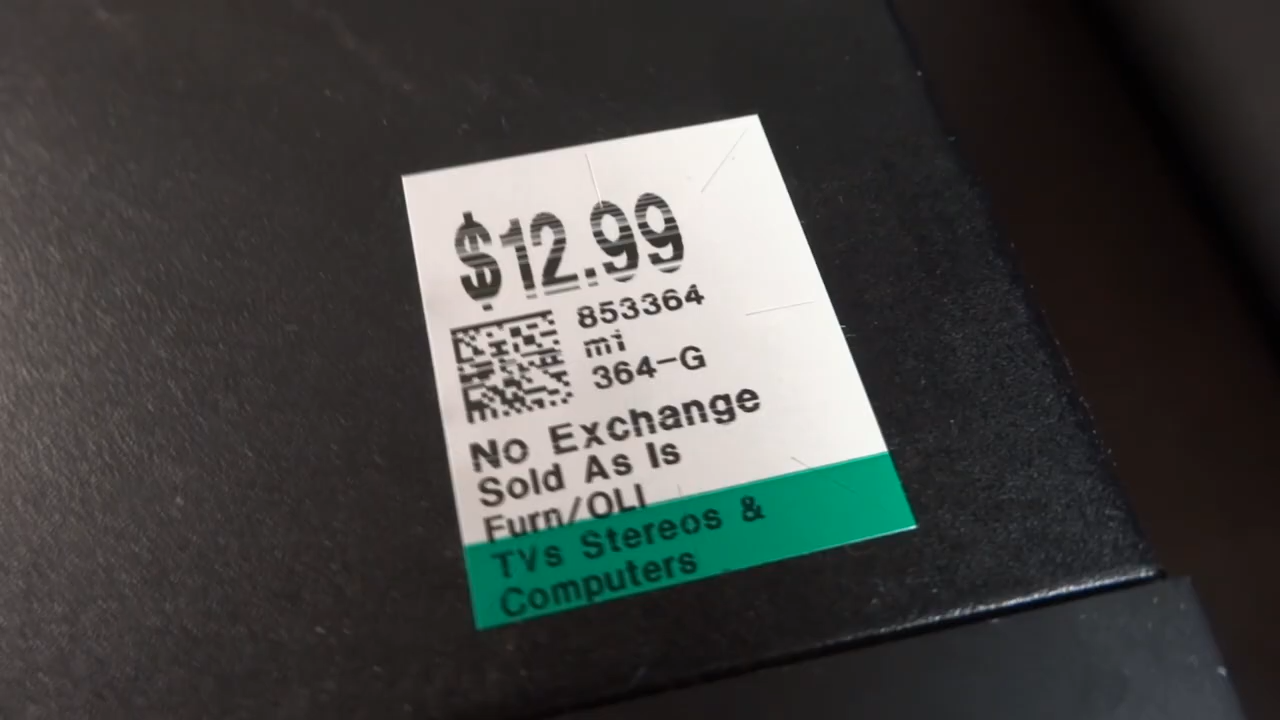 $12.99
853364
mi
364-G
No Exchange
Sold As Is
Furn/OLI
TVs Stereos &
Computers